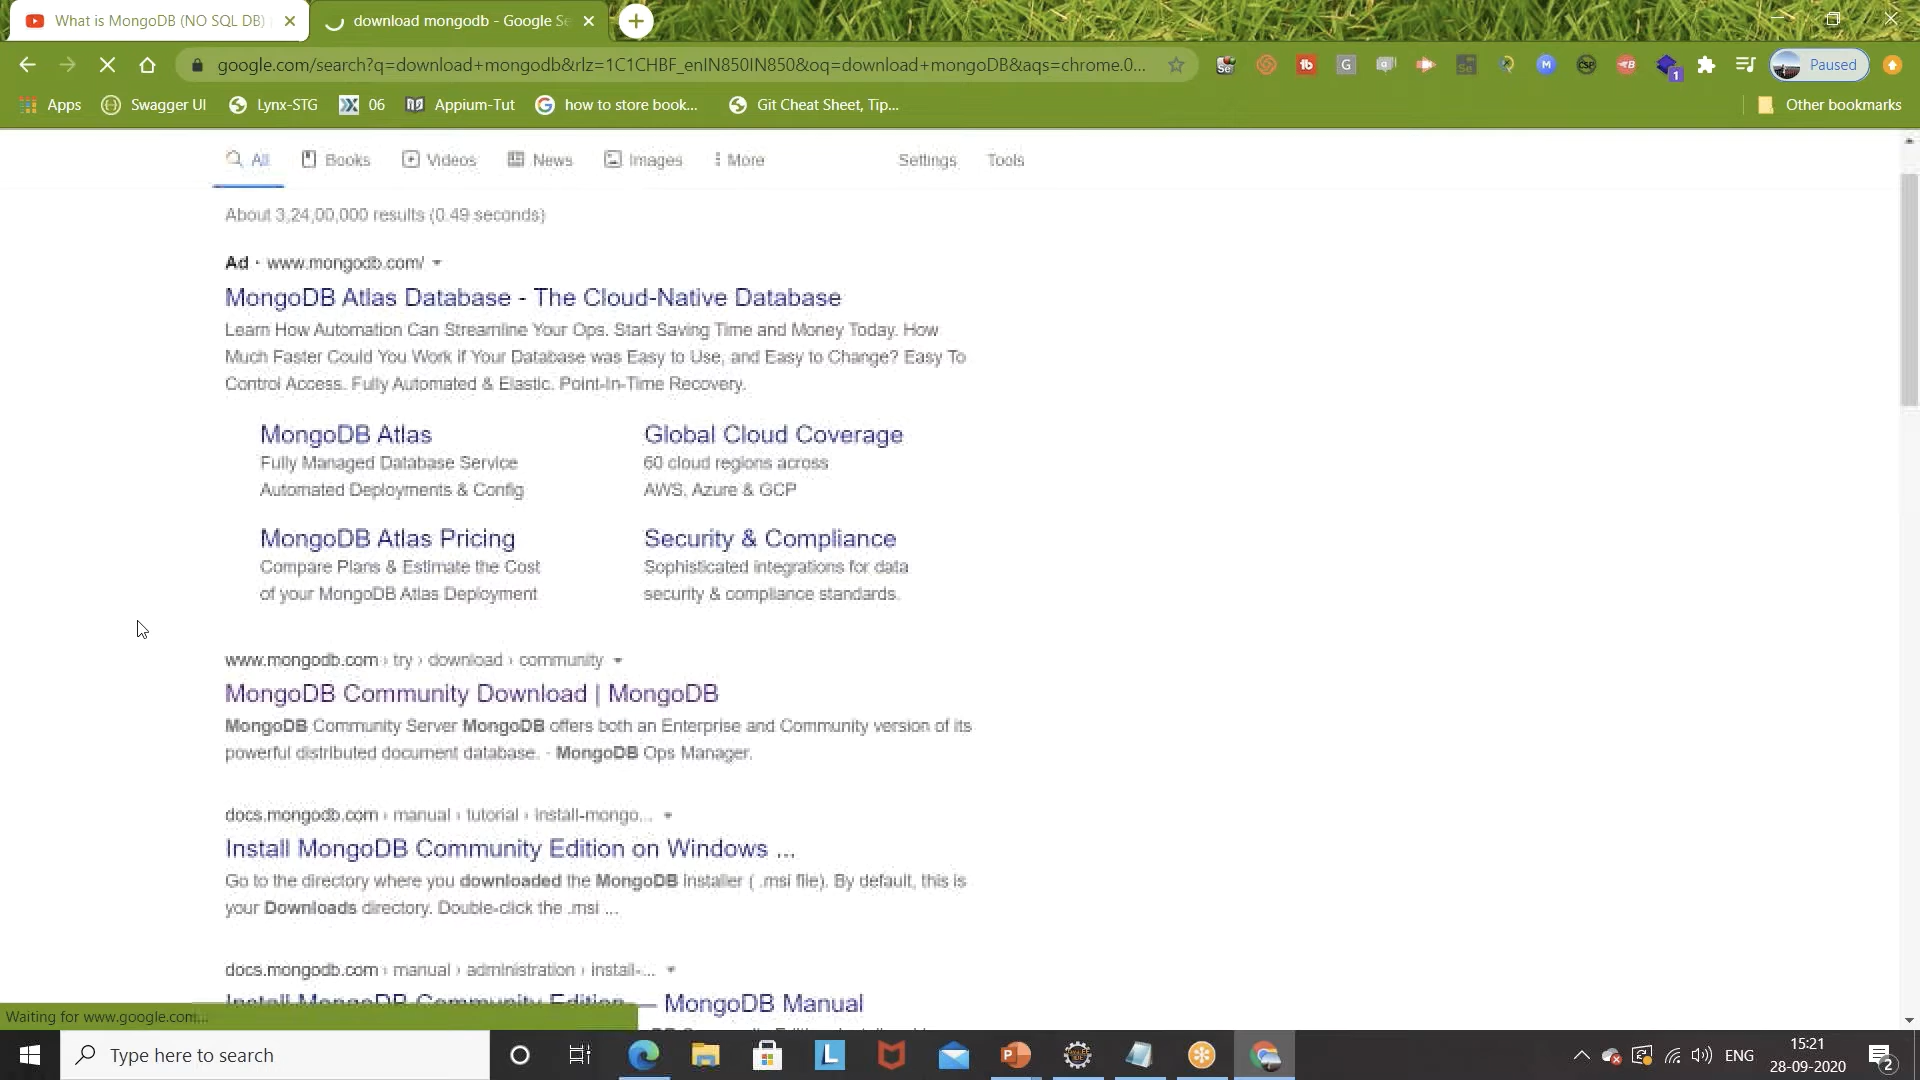 What is MongoDB (NO SQL DB)
download mongodb - Google Se
google.com/search?q=download+mongodb&rlz=1C1CHBF_enIN850IN850&oq=download+mongoDB&aqs=chrome.0...
Paused
Apps
Swagger UI
Lynx-STG
06
Appium-Tut
how to store book...
Git Cheat Sheet, Tip...
Other bookmarks
All
Books
Videos
News
Images
More
Settings
Tools
About 3,24,00,000 results (0.49 seconds)
Ad · www.mongodb.com/
MongoDB Atlas Database - The Cloud-Native Database
Learn How Automation Can Streamline Your Ops. Start Saving Time and Money Today. How
Much Faster Could You Work if Your Database was Easy to Use, and Easy to Change? Easy To
Control Access. Fully Automated & Elastic. Point-In-Time Recovery.
MongoDB Atlas
Fully Managed Database Service
Automated Deployments & Config
Global Cloud Coverage
60 cloud regions across
AWS, Azure & GCP
MongoDB Atlas Pricing
Compare Plans & Estimate the Cost
of your MongoDB Atlas Deployment
Security & Compliance
Sophisticated integrations for data
security & compliance standards.
www.mongodb.com › try › download › community
MongoDB Community Download | MongoDB
MongoDB Community Server MongoDB offers both an Enterprise and Community version of its
powerful distributed document database. · MongoDB Ops Manager.
docs.mongodb.com › manual › tutorial › install-mongo...
Install MongoDB Community Edition on Windows ...
Go to the directory where you downloaded the MongoDB Installer ( .msi file). By default, this is
your Downloads directory. Double-click the .msi ...
docs.mongodb.com › manual › administration › install-...
Install MongoDB Community Edition — MongoDB Manual
Waiting for www.google.com...
Type here to search
ENG
15:21
28-09-2020
2